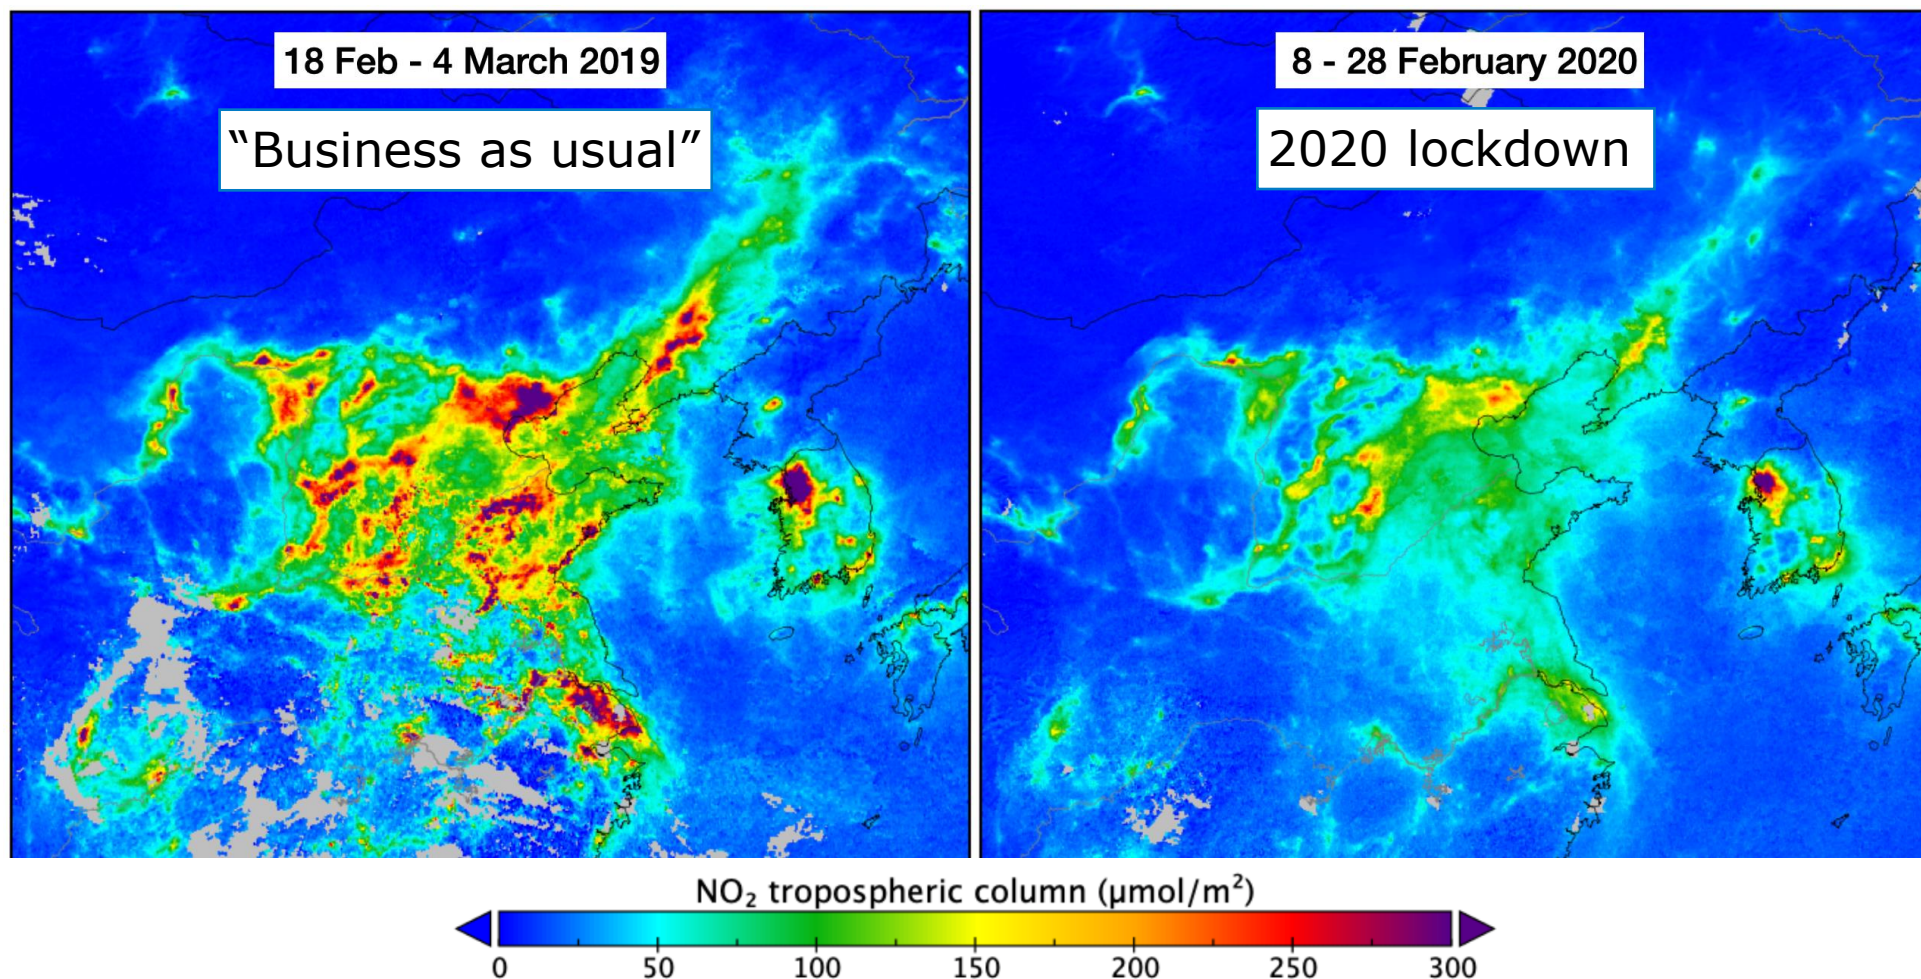 18 Feb - 4 March 2019
“Business as usual”
8 - 28 February 2020
2020 lockdown
NO₂ tropospheric column (μmol/m²)
0 50 100 150 200 250 300